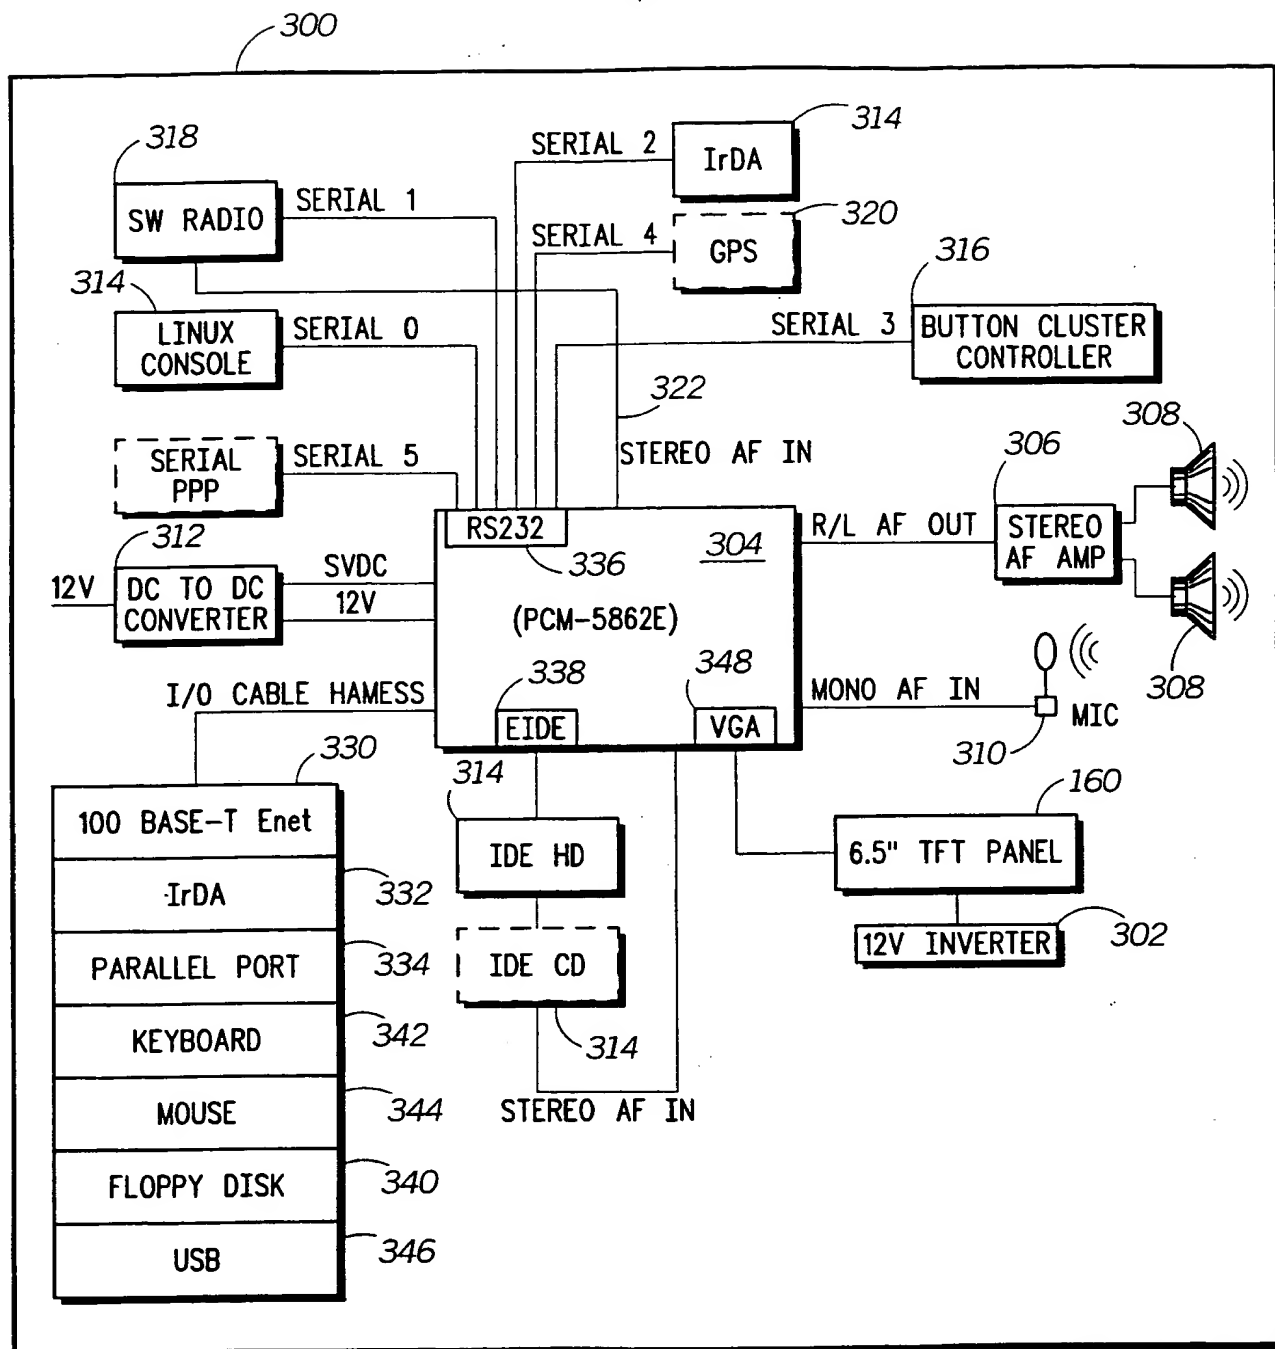 300
318
SW RADIO
SERIAL 1
SERIAL 2
314
IrDA
SERIAL 4
320
GPS
314
LINUX
CONSOLE
SERIAL 0
SERIAL 3
316
BUTTON CLUSTER
CONTROLLER
322
STEREO AF IN
SERIAL
PPP
SERIAL 5
308
306
STEREO
AF AMP
R/L AF OUT
308
RS232
336
304
(PCM-5862E)
312
12V
DC TO DC
CONVERTER
SVDC
12V
I/O CABLE HAMESS
338
EIDE
348
VGA
MONO AF IN
MIC
310
330
100 BASE-T Enet
IrDA
332
PARALLEL PORT
334
KEYBOARD
342
MOUSE
344
FLOPPY DISK
340
USB
346
314
IDE HD
IDE CD
314
STEREO AF IN
160
6.5" TFT PANEL
12V INVERTER
302